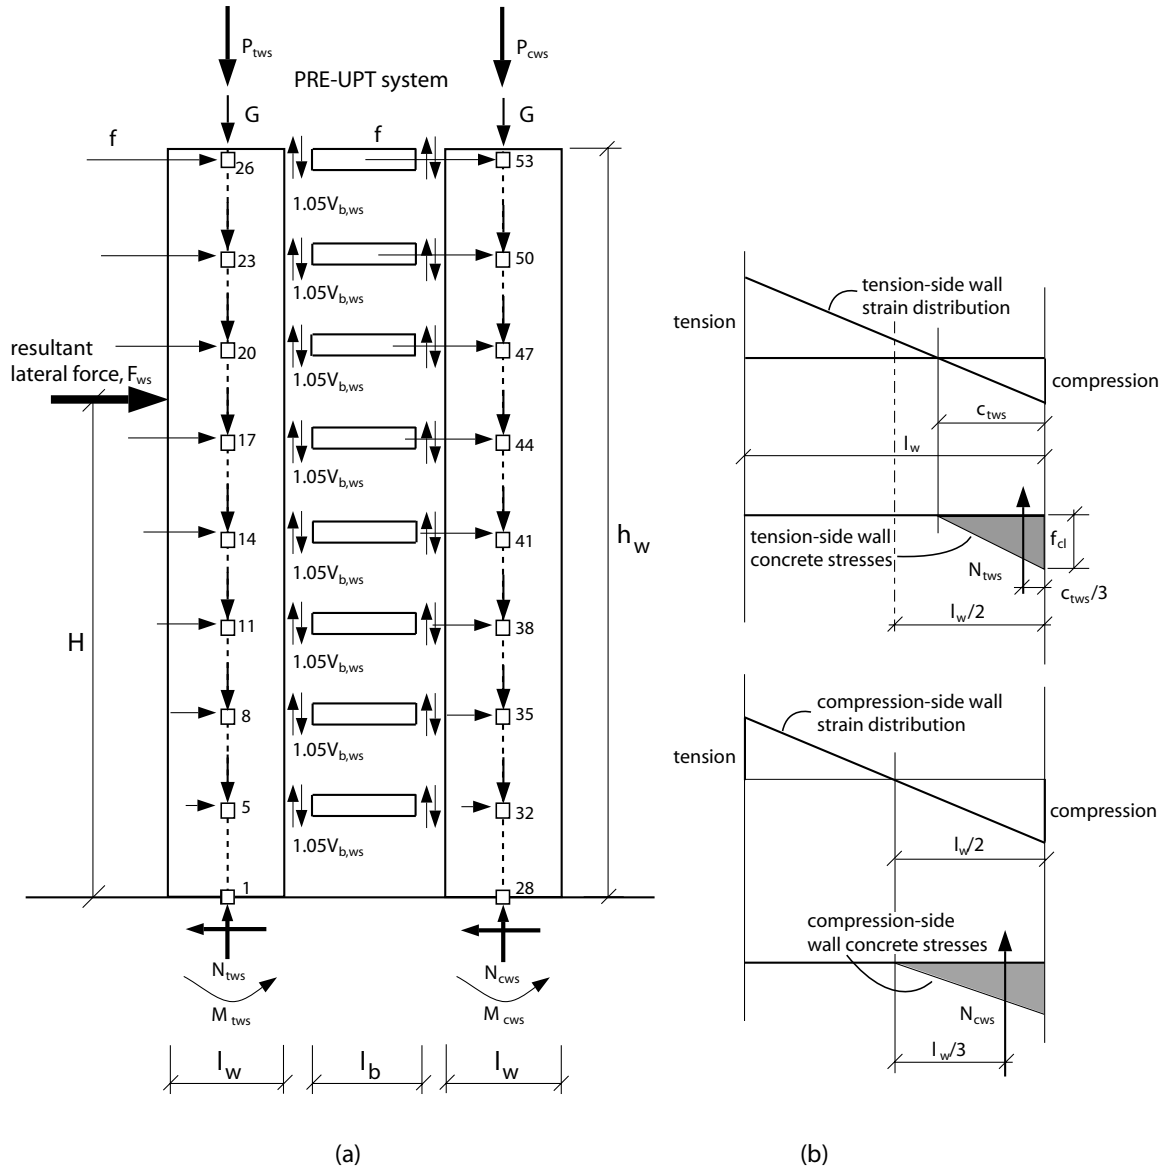 P_tws
P_cws
PRE-UPT system
G
G
f
f
26
53
1.05V_b,ws
23
50
1.05V_b,ws
resultant
lateral force, F_ws
20
47
1.05V_b,ws
17
44
1.05V_b,ws
14
41
h_w
1.05V_b,ws
H
11
38
1.05V_b,ws
8
35
1.05V_b,ws
5
32
1.05V_b,ws
1
28
N_tws
N_cws
M_tws
M_cws
l_w
l_b
l_w
(a)
tension-side wall
strain distribution
tension
compression
c_tws
l_w
tension-side wall
concrete stresses
f_cl
N_tws
c_tws/3
l_w/2
compression-side wall
strain distribution
tension
compression
l_w/2
compression-side
wall concrete stresses
N_cws
l_w/3
(b)